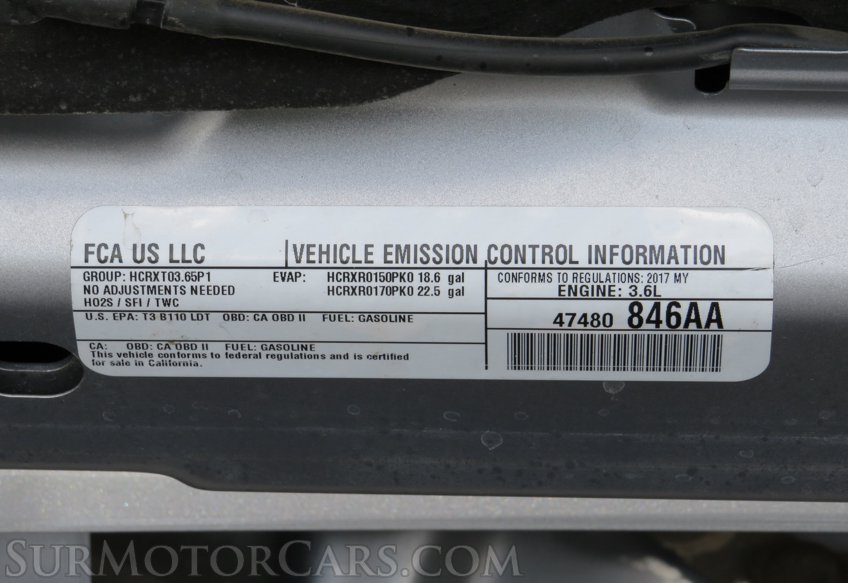 FCA US LLC VEHICLE EMISSION CONTROL INFORMATION
GROUP: HCRXT03.65P1 EVAP: HCRXR0150PK0 18.6 gal CONFORMS TO REGULATIONS: 2017 MY
NO ADJUSTMENTS NEEDED HCRXR0170PK0 22.5 gal ENGINE: 3.6L
HO2S / SFI / TWC
U.S. EPA: T3 B110 LDT OBD: CA OBD II FUEL: GASOLINE 47480 846AA
CA: OBD: CA OBD II FUEL: GASOLINE
This vehicle conforms to federal regulations and is certified
for sale in California.
SurMotorCars.com